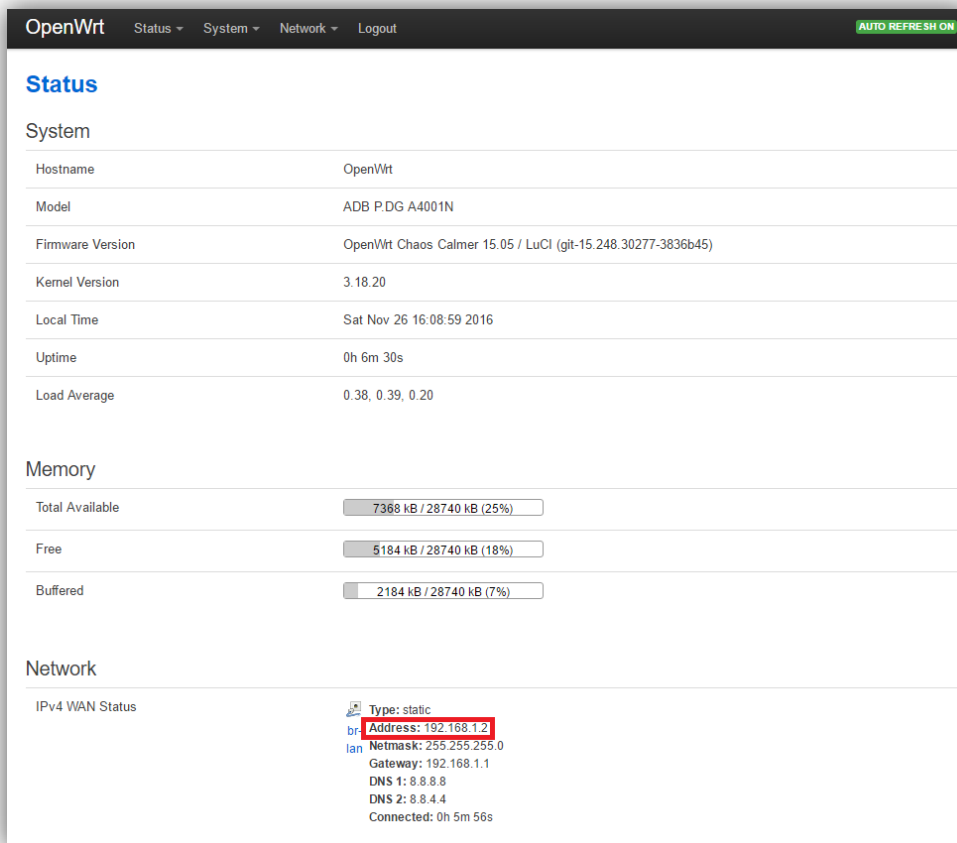 OpenWrt Status System Network Logout AUTO REFRESH ON
Status
System
Hostname OpenWrt
Model ADB P.DG A4001N
Firmware Version OpenWrt Chaos Calmer 15.05 / LuCI (git-15.248.30277-3836b45)
Kernel Version 3.18.20
Local Time Sat Nov 26 16:08:59 2016
Uptime 0h 6m 30s
Load Average 0.38, 0.39, 0.20
Memory
Total Available 7368 kB / 28740 kB (25%)
Free 5184 kB / 28740 kB (18%)
Buffered 2184 kB / 28740 kB (7%)
Network
IPv4 WAN Status Type: static
br- Address: 192.168.1.2
lan Netmask: 255.255.255.0
Gateway: 192.168.1.1
DNS 1: 8.8.8.8
DNS 2: 8.8.4.4
Connected: 0h 5m 56s